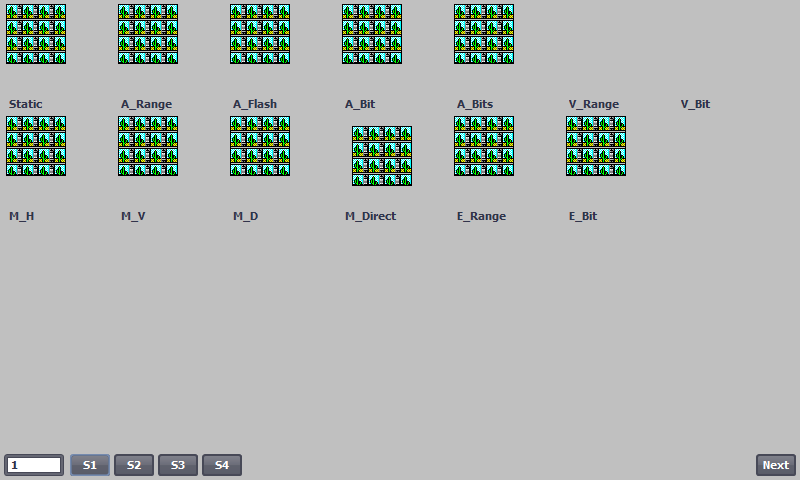 Static A_Range A_Flash A_Bit A_Bits V_Range V_Bit
M_H M_V M_D M_Direct E_Range E_Bit
1 S1 S2 S3 S4 Next